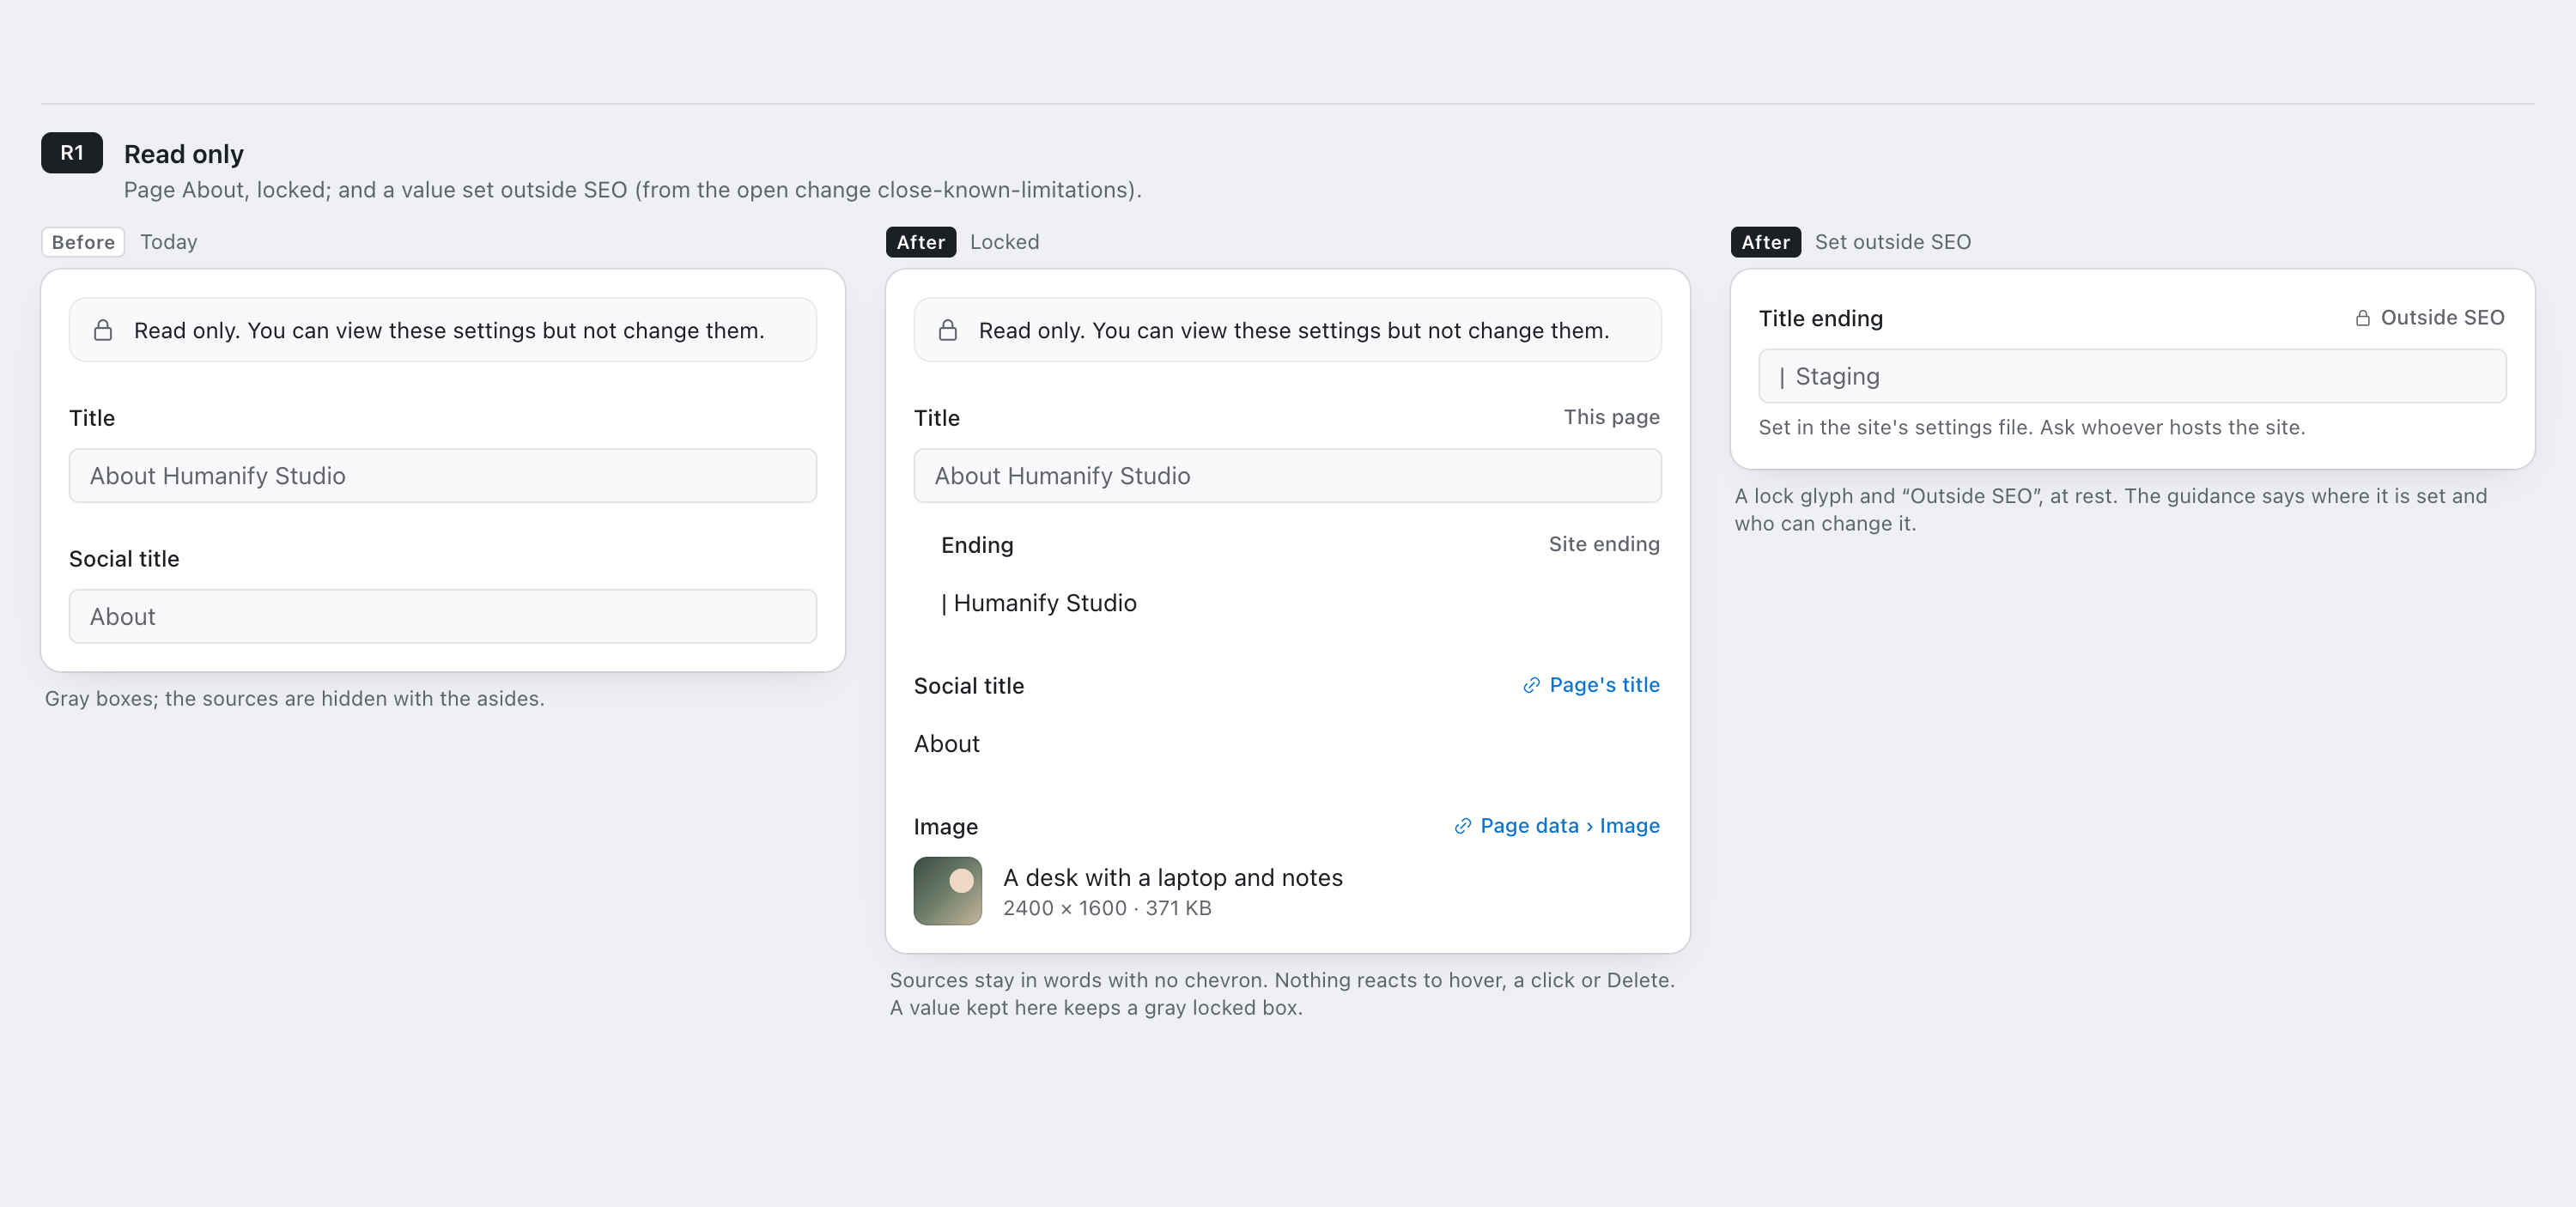 R1
Read only
Page About, locked; and a value set outside SEO (from the open change close-known-limitations).
Before Today
Read only. You can view these settings but not change them.
Title
About Humanify Studio
Social title
About
Gray boxes; the sources are hidden with the asides.
After Locked
Read only. You can view these settings but not change them.
Title This page
About Humanify Studio
Ending Site ending
| Humanify Studio
Social title Page's title
About
Image Page data › Image
A desk with a laptop and notes
2400 × 1600 · 371 KB
Sources stay in words with no chevron. Nothing reacts to hover, a click or Delete.
A value kept here keeps a gray locked box.
After Set outside SEO
Title ending Outside SEO
| Staging
Set in the site's settings file. Ask whoever hosts the site.
A lock glyph and “Outside SEO”, at rest. The guidance says where it is set and
who can change it.